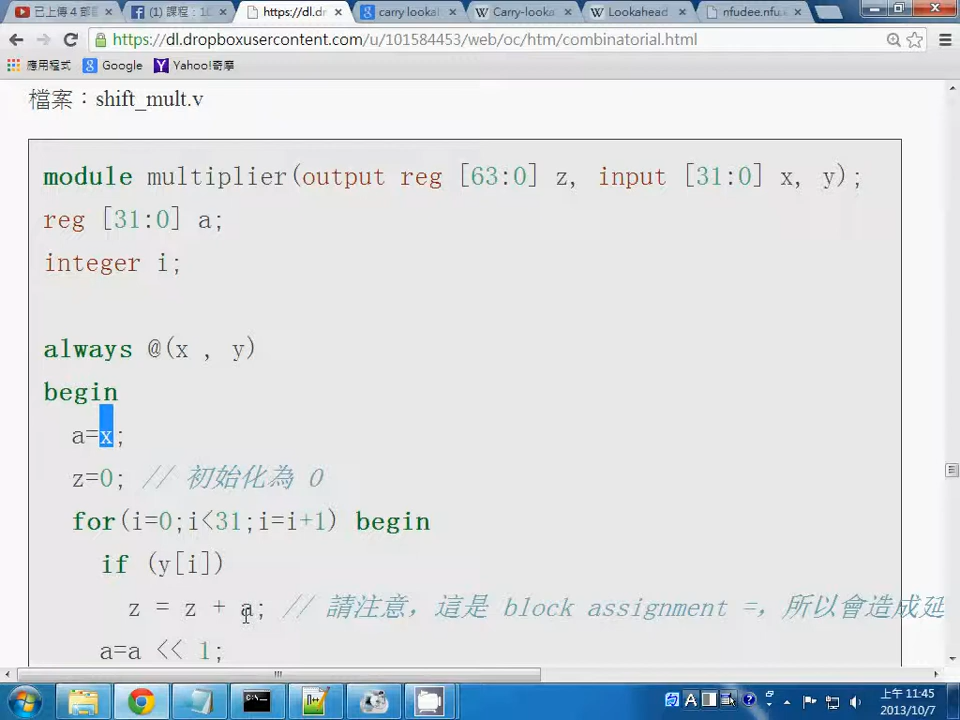 已上傳 4 部
(1) 課程：10
https://dl.dr
carry lookal
Carry-looka
Lookahead
nfudee.nfu.
https://dl.dropboxusercontent.com/u/101584453/web/oc/htm/combinatorial.html
應用程式
Google
Yahoo!奇摩
檔案：shift_mult.v
module multiplier(output reg [63:0] z, input [31:0] x, y);
reg [31:0] a;
integer i;
always @(x , y)
begin
a=x;
z=0; // 初始化為 0
for(i=0;i<31;i=i+1) begin
if (y[i])
z = z + a; // 請注意，這是 block assignment =，所以會造成延
a=a << 1;
上午 11:45
2013/10/7